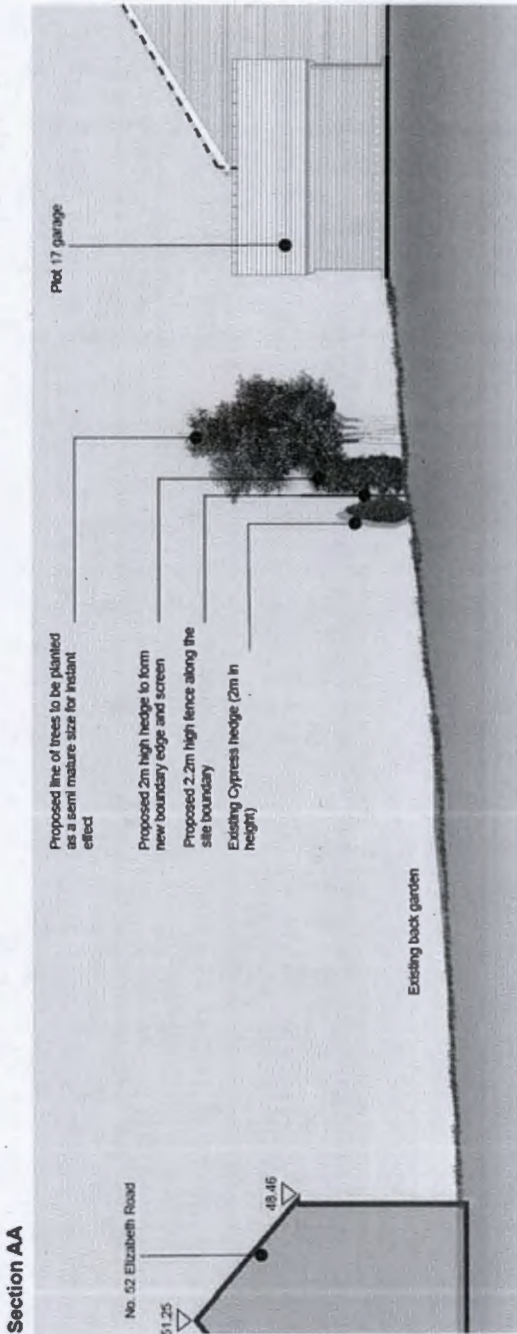 Section AA
No. 52 Elizabeth Road
51.25
48.46
Existing back garden
Proposed line of trees to be planted
as a semi mature size for instant
effect
Proposed 2m high hedge to form
new boundary edge and screen
Proposed 2.2m high fence along the
site boundary
Existing Cypress hedge (2m in
height)
Plot 17 garage